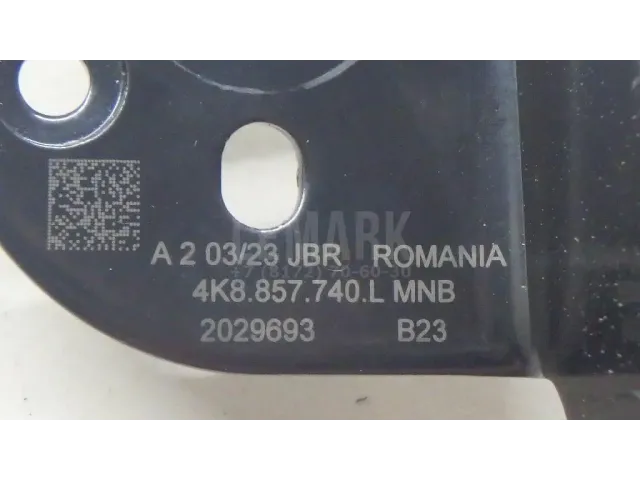 A 2 03/23 JBR ROMANIA
4K8.857.740.L MNB
2029693 B23